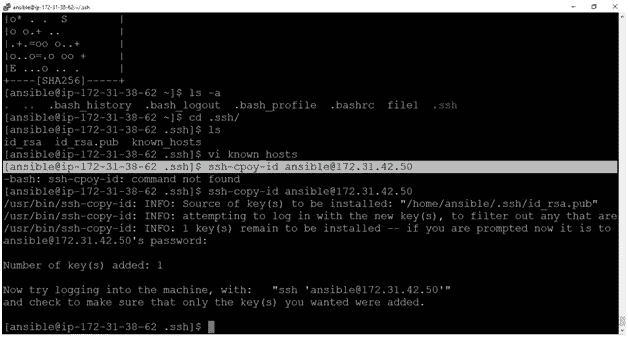 ansible@ip-172-31-38-62:~/.ssh
|o* . .  S        |
|o o.+ ..         |
|.+.=oo o..+      |
|o..o=.o oo +     |
|E ...o .. .      |
+----[SHA256]-----+
[ansible@ip-172-31-38-62 ~]$ ls -a
.  ..  .bash_history  .bash_logout  .bash_profile  .bashrc  file1  .ssh
[ansible@ip-172-31-38-62 ~]$ cd .ssh/
[ansible@ip-172-31-38-62 .ssh]$ ls
id_rsa  id_rsa.pub  known_hosts
[ansible@ip-172-31-38-62 .ssh]$ vi known_hosts
[ansible@ip-172-31-38-62 .ssh]$ ssh-cpoy-id ansible@172.31.42.50
-bash: ssh-cpoy-id: command not found
[ansible@ip-172-31-38-62 .ssh]$ ssh-copy-id ansible@172.31.42.50
/usr/bin/ssh-copy-id: INFO: Source of key(s) to be installed: "/home/ansible/.ssh/id_rsa.pub"
/usr/bin/ssh-copy-id: INFO: attempting to log in with the new key(s), to filter out any that are
/usr/bin/ssh-copy-id: INFO: 1 key(s) remain to be installed -- if you are prompted now it is to
ansible@172.31.42.50's password:
Number of key(s) added: 1
Now try logging into the machine, with:   "ssh 'ansible@172.31.42.50'"
and check to make sure that only the key(s) you wanted were added.
[ansible@ip-172-31-38-62 .ssh]$